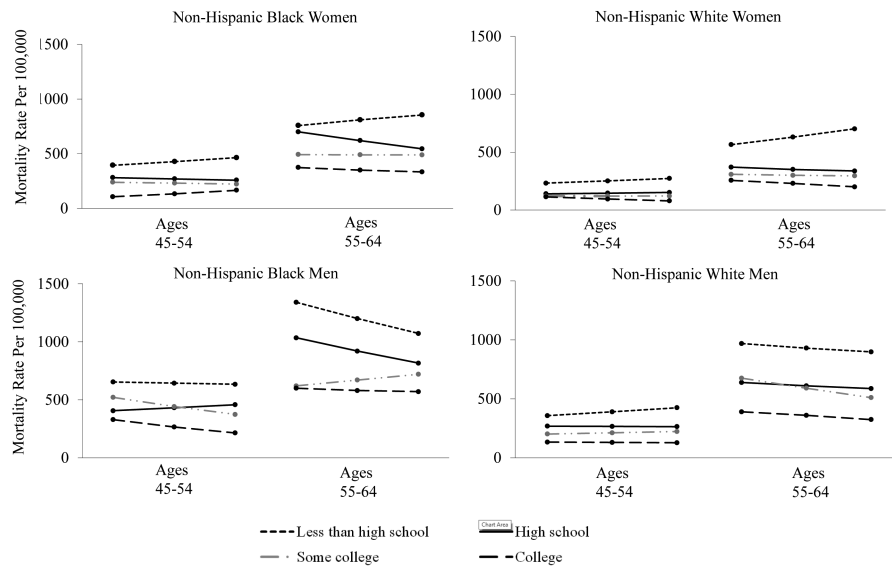 Non-Hispanic Black Women
Non-Hispanic White Women
Mortality Rate Per 100,000
1500
1000
500
0
Ages
45-54
Ages
55-64
1500
1000
500
0
Ages
45-54
Ages
55-64
Non-Hispanic Black Men
Non-Hispanic White Men
Mortality Rate Per 100,000
1500
1000
500
0
Ages
45-54
Ages
55-64
1500
1000
500
0
Ages
45-54
Ages
55-64
Less than high school
Chart Area
High school
Some college
College